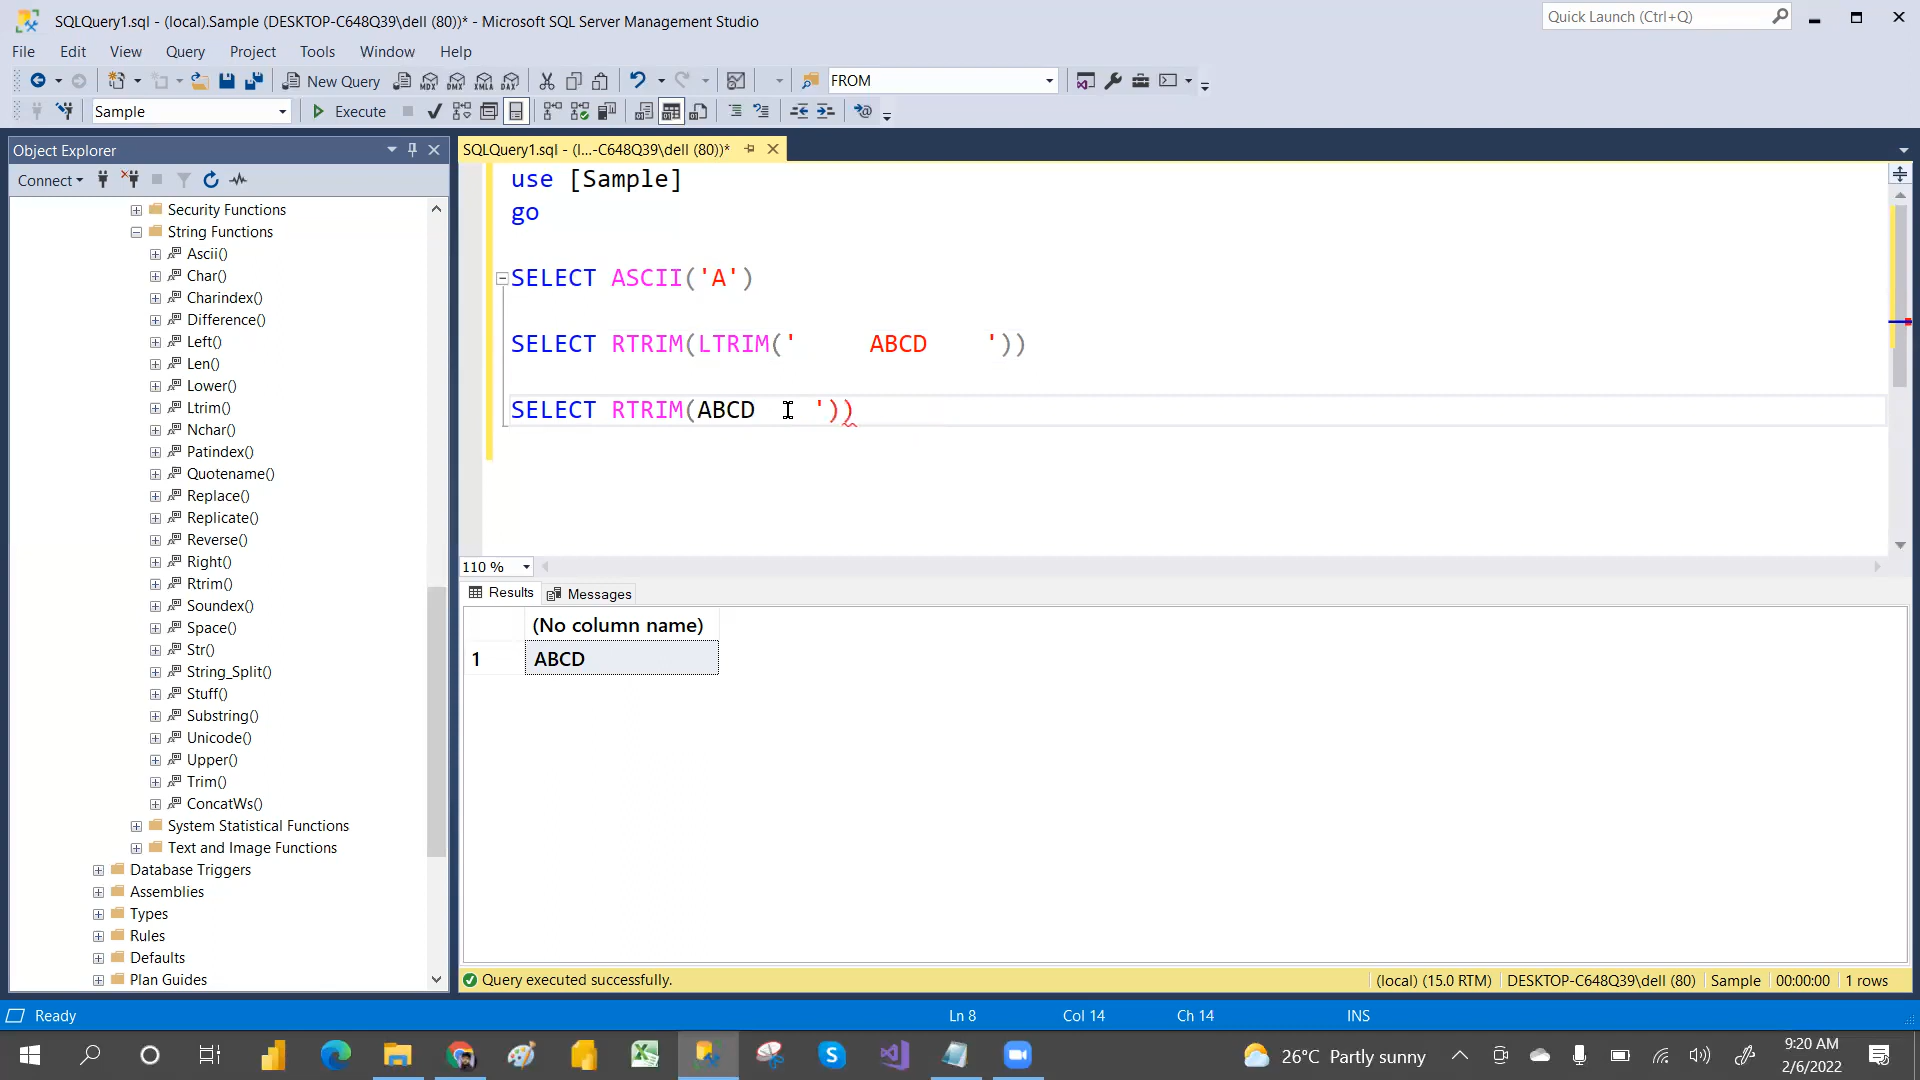 SQLQuery1.sql - (local).Sample (DESKTOP-C648Q39\dell (80))* - Microsoft SQL Server Management Studio
Quick Launch (Ctrl+Q)
File Edit View Query Project Tools Window Help
New Query MDX DMX XMLA DAX FROM
Sample Execute
Object Explorer
SQLQuery1.sql - (l...-C648Q39\dell (80))*
Connect
Security Functions
String Functions
Ascii()
Char()
Charindex()
Difference()
Left()
Len()
Lower()
Ltrim()
Nchar()
Patindex()
Quotename()
Replace()
Replicate()
Reverse()
Right()
Rtrim()
Soundex()
Space()
Str()
String_Split()
Stuff()
Substring()
Unicode()
Upper()
Trim()
ConcatWs()
System Statistical Functions
Text and Image Functions
Database Triggers
Assemblies
Types
Rules
Defaults
Plan Guides
use [Sample]
go
SELECT ASCII('A')
SELECT RTRIM(LTRIM('     ABCD    '))
SELECT RTRIM(ABCD    '))
110 %
Results Messages
(No column name)
1 ABCD
Query executed successfully.
(local) (15.0 RTM) DESKTOP-C648Q39\dell (80) Sample 00:00:00 1 rows
Ready Ln 8 Col 14 Ch 14 INS
26°C Partly sunny
9:20 AM
2/6/2022